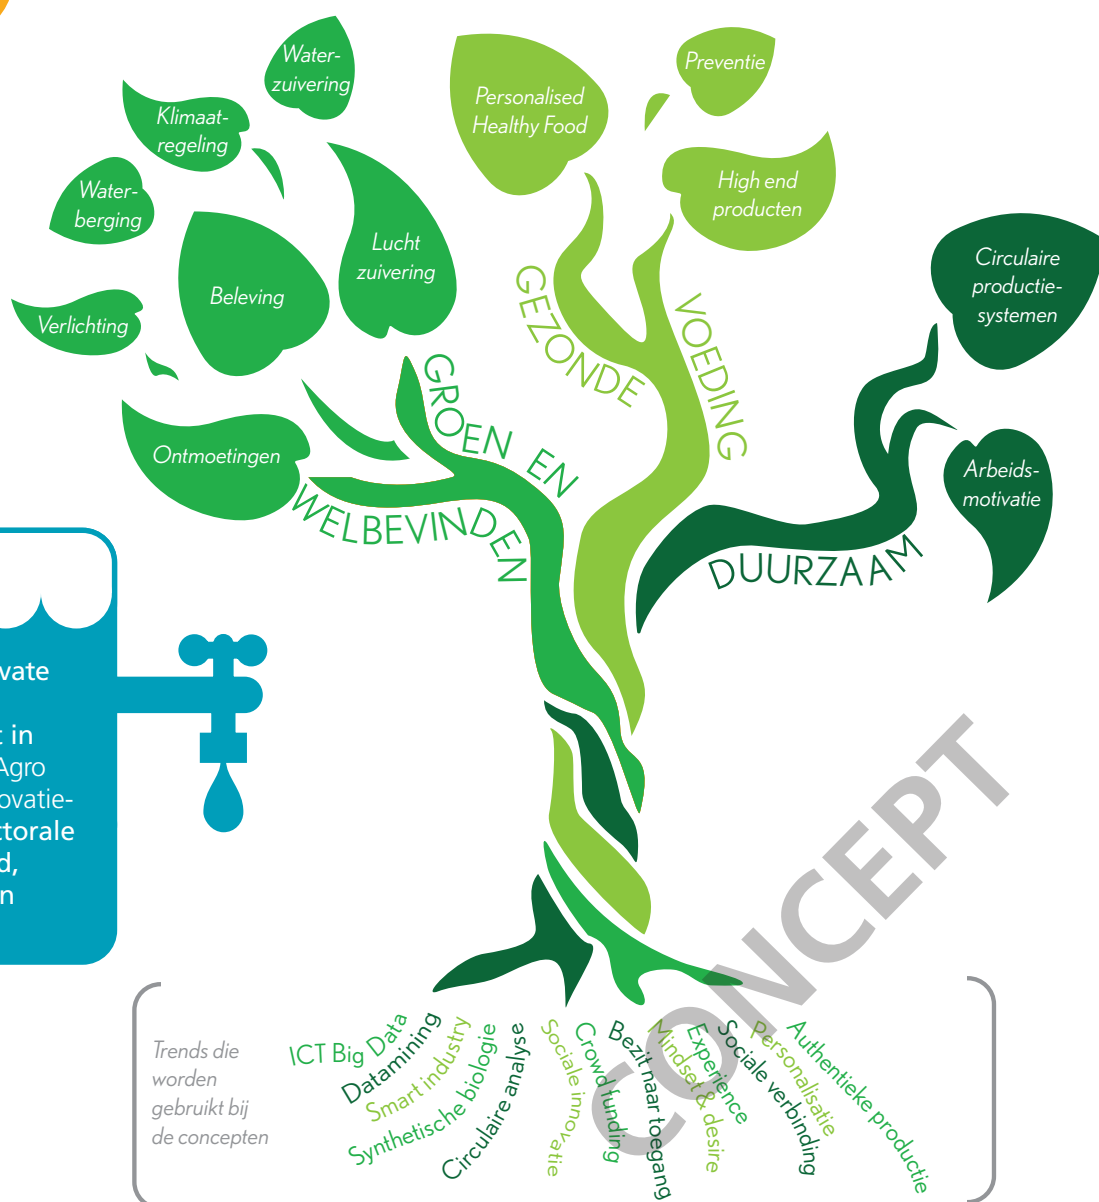 Water-
zuivering
Klimaat-
regeling
Water-
berging
Verlichting
Beleving
Lucht
zuivering
Ontmoetingen
GROEN EN
WELBEVINDEN
Personalised
Healthy Food
Preventie
High end
producten
GEZONDE
VOEDING
Circulaire
productie-
systemen
Arbeids-
motivatie
DUURZAAM
vate
t in
Agro
ovatie-
ctorale
d,
n
CONCEPT
Trends die
worden
gebruikt bij
de concepten
ICT Big Data
Datamining
Smart industry
Synthetische biologie
Circulaire analyse
Sociale innovatie
Crowd funding
Bezit naar toegang
Mindset & desire
Experience
Sociale verbinding
Personalisatie
Authentieke productie